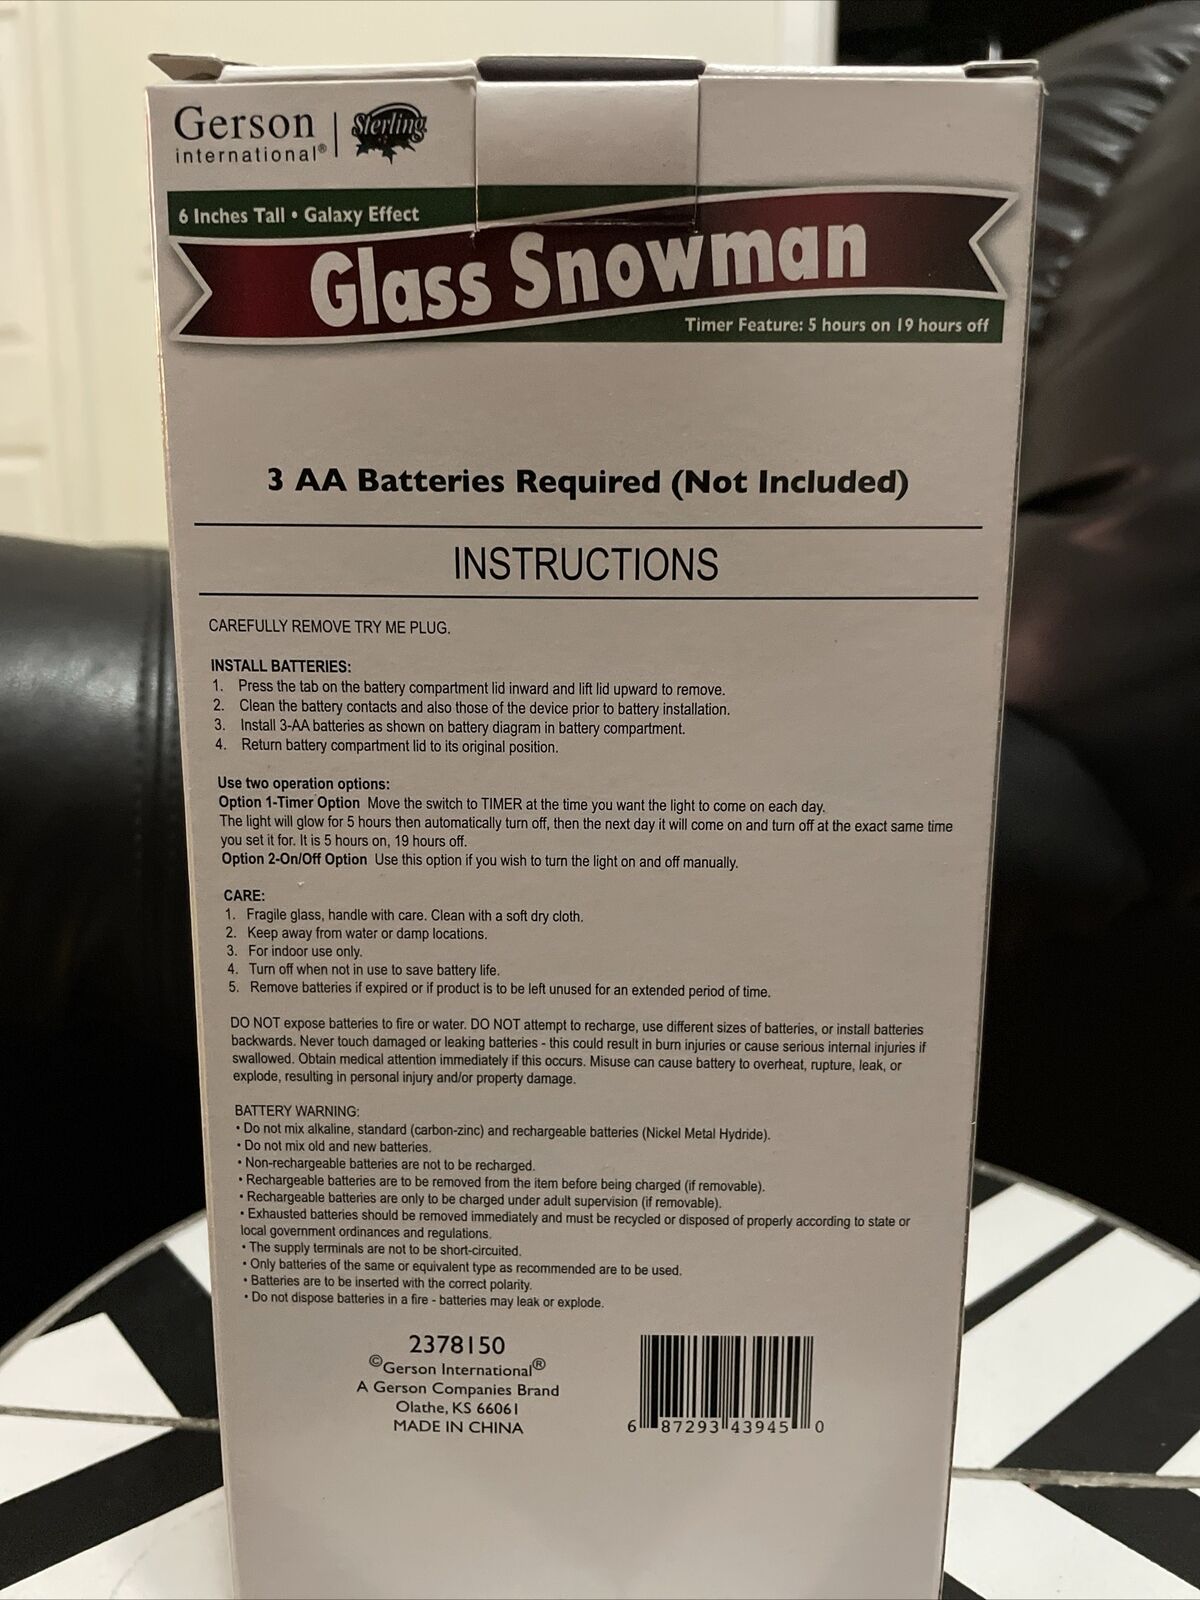 Gerson
international®
Sterling
6 Inches Tall • Galaxy Effect
Glass Snowman
Timer Feature: 5 hours on 19 hours off
3 AA Batteries Required (Not Included)
INSTRUCTIONS
CAREFULLY REMOVE TRY ME PLUG.
INSTALL BATTERIES:
1. Press the tab on the battery compartment lid inward and lift lid upward to remove.
2. Clean the battery contacts and also those of the device prior to battery installation.
3. Install 3-AA batteries as shown on battery diagram in battery compartment.
4. Return battery compartment lid to its original position.
Use two operation options:
Option 1-Timer Option Move the switch to TIMER at the time you want the light to come on each day.
The light will glow for 5 hours then automatically turn off, then the next day it will come on and turn off at the exact same time
you set it for. It is 5 hours on, 19 hours off.
Option 2-On/Off Option Use this option if you wish to turn the light on and off manually.
CARE:
1. Fragile glass, handle with care. Clean with a soft dry cloth.
2. Keep away from water or damp locations.
3. For indoor use only.
4. Turn off when not in use to save battery life.
5. Remove batteries if expired or if product is to be left unused for an extended period of time.
DO NOT expose batteries to fire or water. DO NOT attempt to recharge, use different sizes of batteries, or install batteries
backwards. Never touch damaged or leaking batteries - this could result in burn injuries or cause serious internal injuries if
swallowed. Obtain medical attention immediately if this occurs. Misuse can cause battery to overheat, rupture, leak, or
explode, resulting in personal injury and/or property damage.
BATTERY WARNING:
• Do not mix alkaline, standard (carbon-zinc) and rechargeable batteries (Nickel Metal Hydride).
• Do not mix old and new batteries.
• Non-rechargeable batteries are not to be recharged.
• Rechargeable batteries are to be removed from the item before being charged (if removable).
• Rechargeable batteries are only to be charged under adult supervision (if removable).
• Exhausted batteries should be removed immediately and must be recycled or disposed of properly according to state or
local government ordinances and regulations.
• The supply terminals are not to be short-circuited.
• Only batteries of the same or equivalent type as recommended are to be used.
• Batteries are to be inserted with the correct polarity.
• Do not dispose batteries in a fire - batteries may leak or explode.
2378150
©Gerson International®
A Gerson Companies Brand
Olathe, KS 66061
MADE IN CHINA
6 87293 43945 0